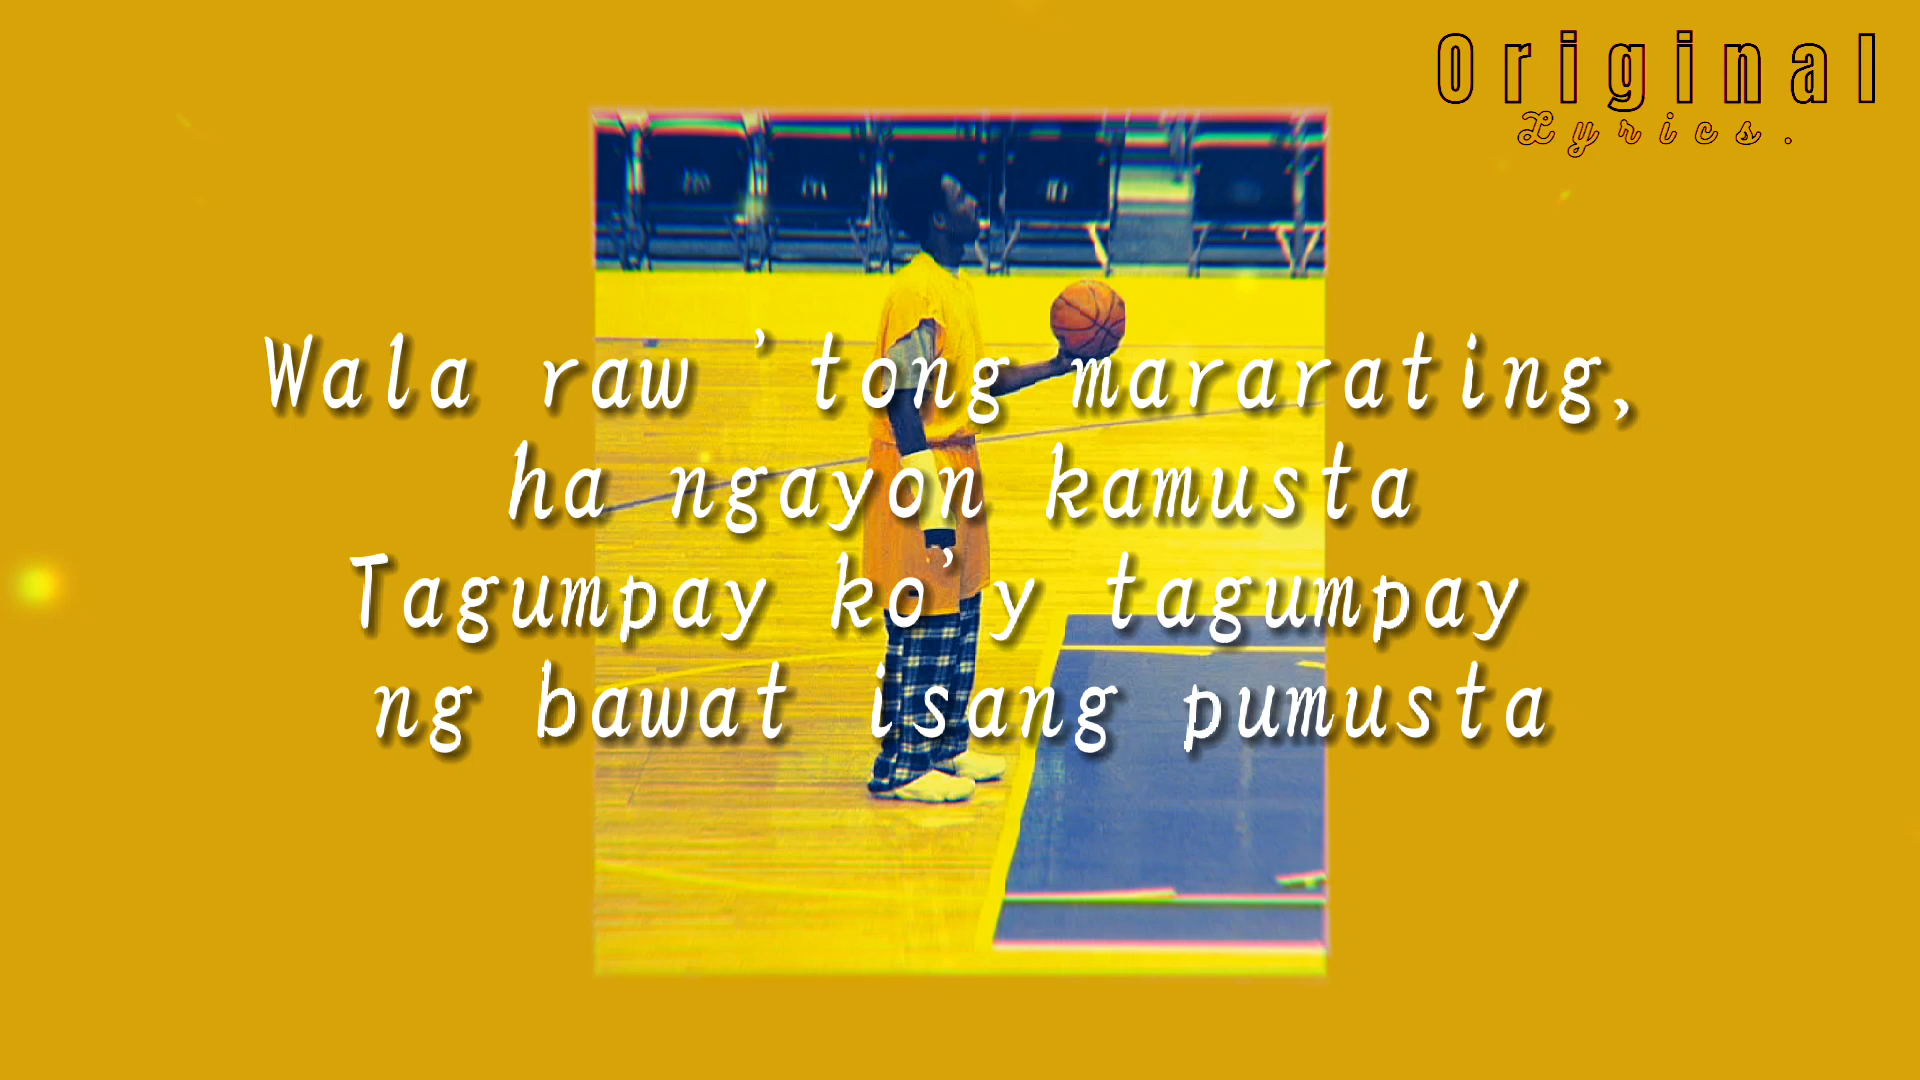 Original
Lyrics.
Wala raw 'tong mararating,
ha ngayon kamusta
Tagumpay ko'y tagumpay
ng bawat isang pumusta